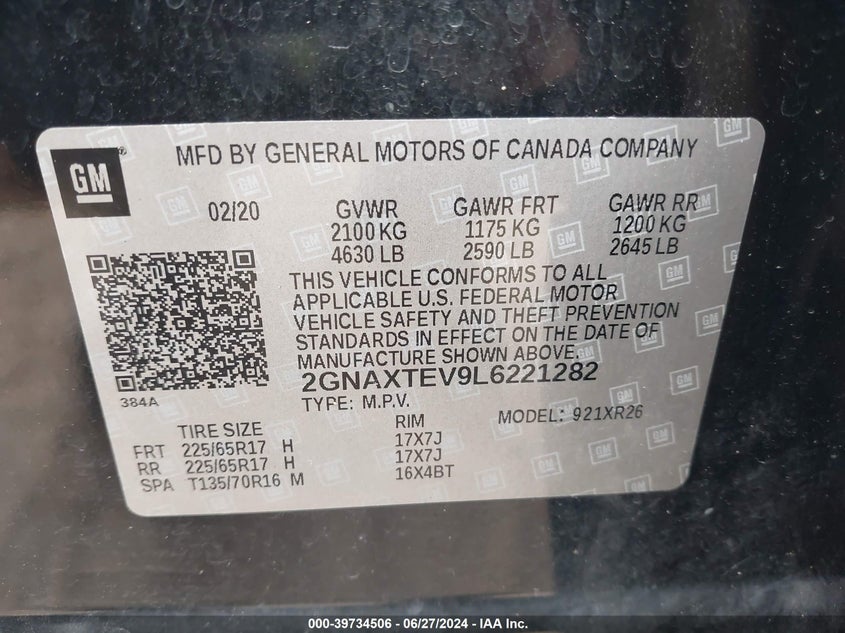 GM
MFD BY GENERAL MOTORS OF CANADA COMPANY
02/20 GVWR GAWR FRT GAWR RR
2100 KG 1175 KG 1200 KG
4630 LB 2590 LB 2645 LB
THIS VEHICLE CONFORMS TO ALL
APPLICABLE U.S. FEDERAL MOTOR
VEHICLE SAFETY AND THEFT PREVENTION
STANDARDS IN EFFECT ON THE DATE OF
MANUFACTURE SHOWN ABOVE.
2GNAXTEV9L6221282
384A
TYPE: M.P.V. MODEL: 921XR26
TIRE SIZE RIM
FRT 225/65R17 H 17X7J
RR 225/65R17 H 17X7J
SPA T135/70R16 M 16X4BT
000-39734506 - 06/27/2024 - IAA Inc.